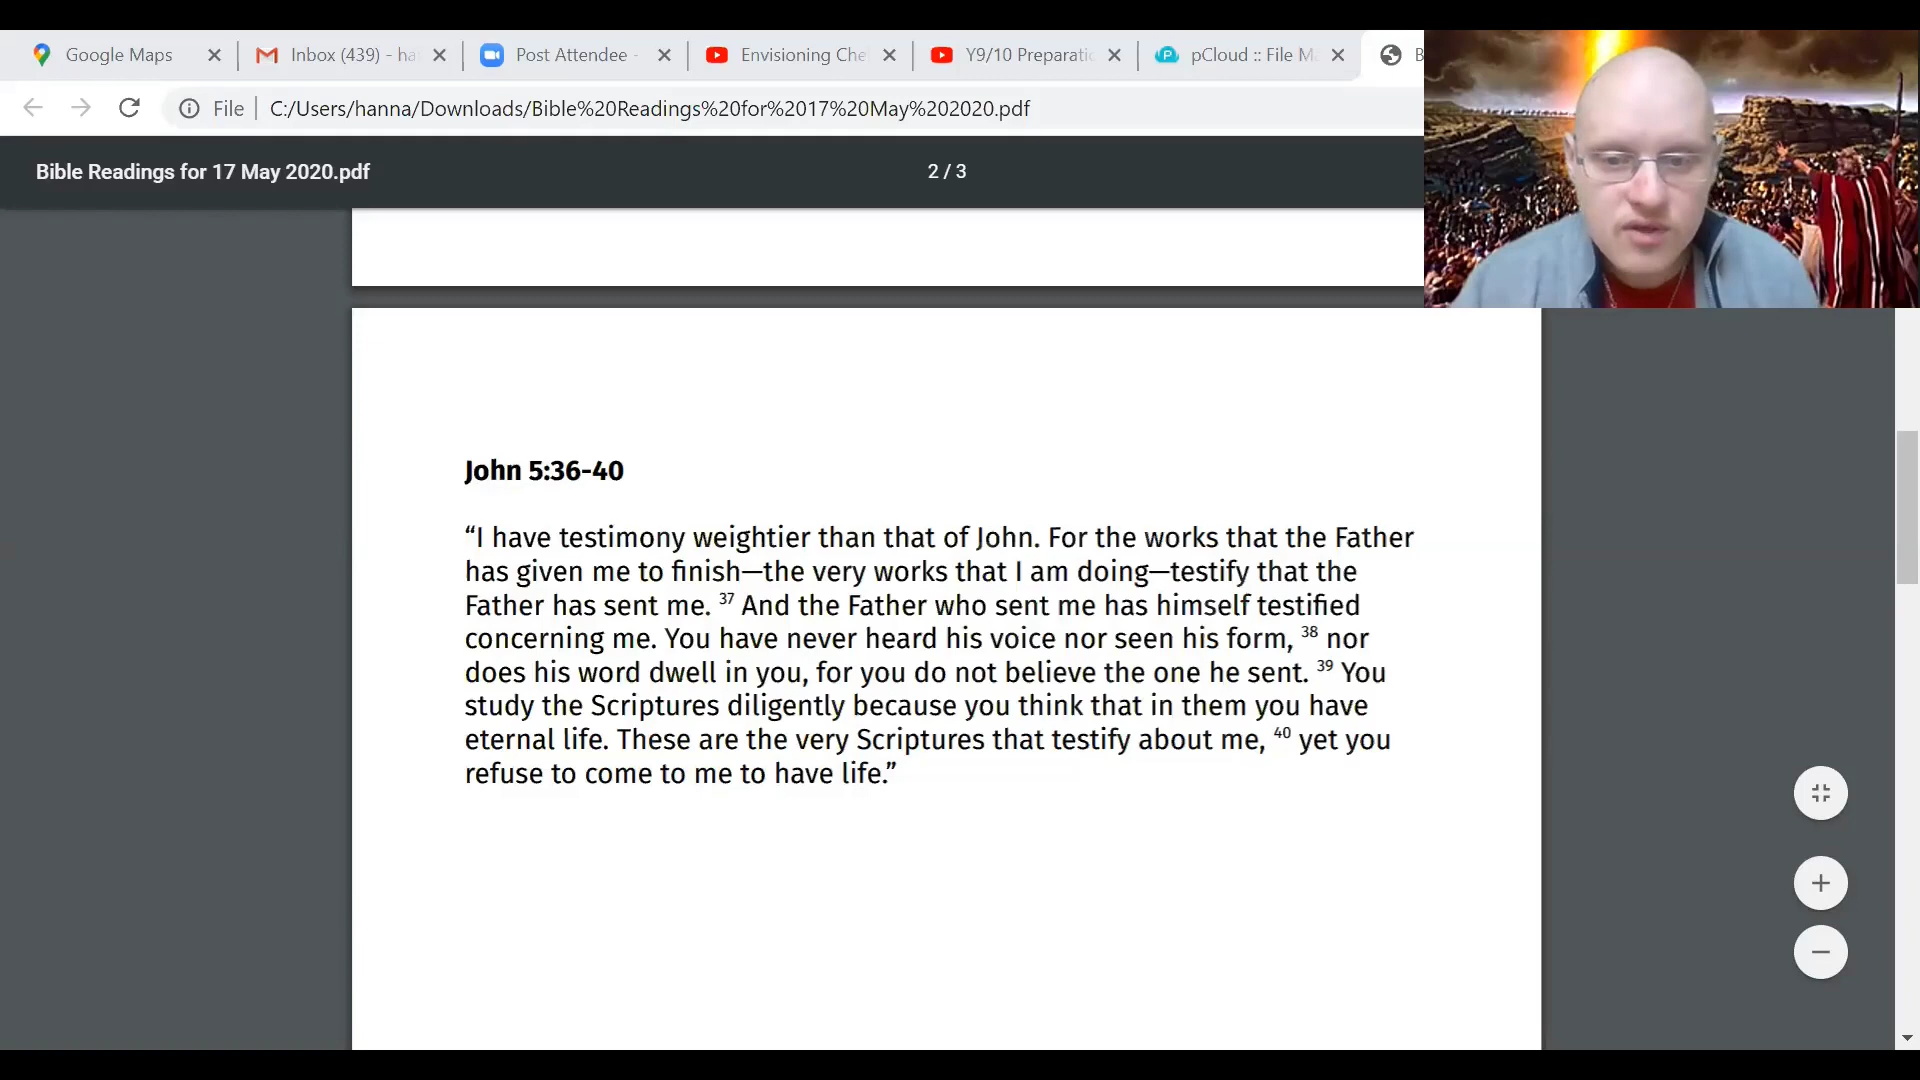 Google Maps
Inbox (439) - ha
Post Attendee -
Envisioning Che
Y9/10 Preparatic
pCloud :: File M
B
File
C:/Users/hanna/Downloads/Bible%20Readings%20for%2017%20May%202020.pdf
Bible Readings for 17 May 2020.pdf
2 / 3
John 5:36-40
“I have testimony weightier than that of John. For the works that the Father
has given me to finish—the very works that I am doing—testify that the
Father has sent me. 37 And the Father who sent me has himself testified
concerning me. You have never heard his voice nor seen his form, 38 nor
does his word dwell in you, for you do not believe the one he sent. 39 You
study the Scriptures diligently because you think that in them you have
eternal life. These are the very Scriptures that testify about me, 40 yet you
refuse to come to me to have life.”